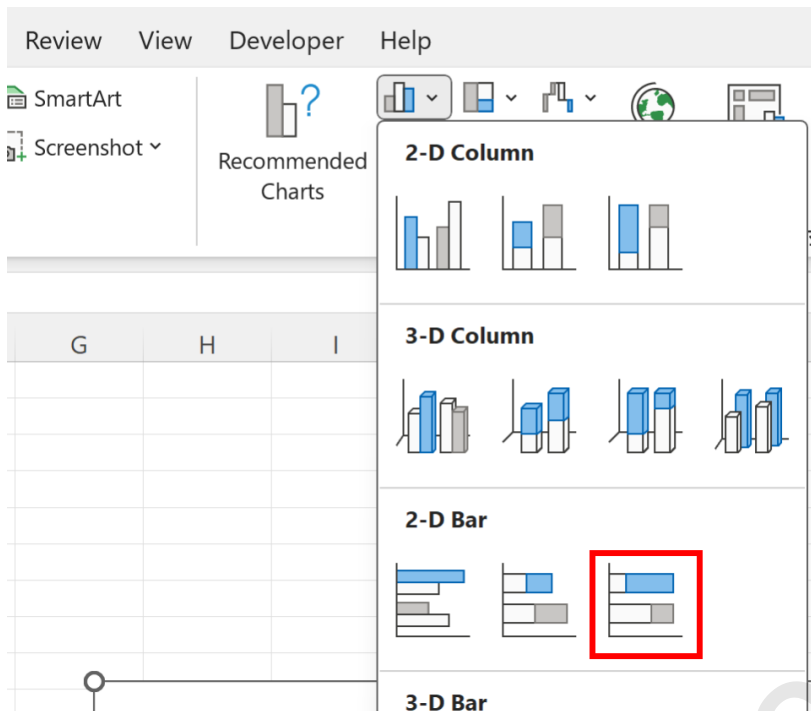 Review View Developer Help
SmartArt
Screenshot
Recommended
Charts
2-D Column
G H I
3-D Column
2-D Bar
3-D Bar